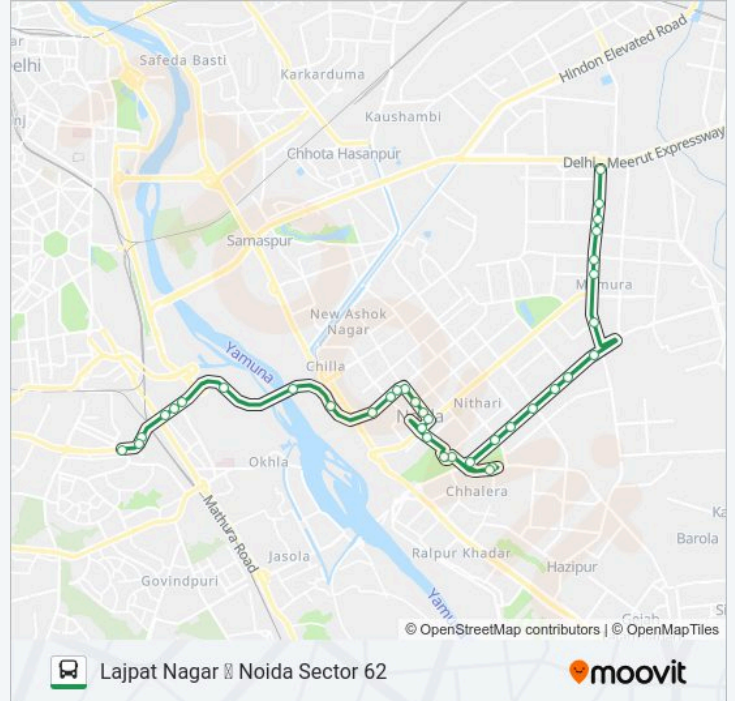 Hindon Elevated Road
Safeda Basti
elhi
Karkarduma
Kaushambi
Chhota Hasanpur
Delhi - Meerut Expressway
Samaspur
New Ashok
Nagar
Yamuna
Chilla
Nithari
Okhla
Chhalera
Mathura Road
Jasola
Ralpur Khadar
Barola
Govindpuri
Hazipur
© OpenStreetMap contributors | © OpenMapTiles
Lajpat Nagar Noida Sector 62
moovit